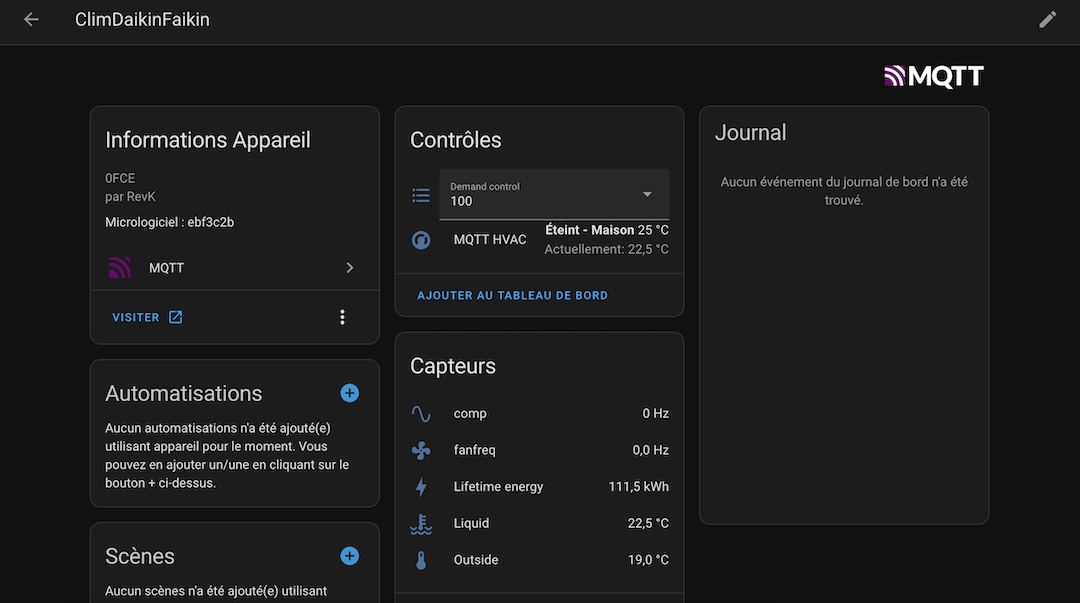 ClimDaikinFaikin
MQTT
Informations Appareil
0FCE
par RevK
Micrologiciel : ebf3c2b
MQTT
VISITER
Automatisations
Aucun automatisations n'a été ajouté(e)
utilisant appareil pour le moment. Vous
pouvez en ajouter un/une en cliquant sur le
bouton + ci-dessus.
Scènes
Aucun scènes n'a été ajouté(e) utilisant
Contrôles
Demand control
100
MQTT HVAC
Éteint - Maison 25 °C
Actuellement: 22,5 °C
AJOUTER AU TABLEAU DE BORD
Capteurs
comp 0 Hz
fanfreq 0,0 Hz
Lifetime energy 111,5 kWh
Liquid 22,5 °C
Outside 19,0 °C
Journal
Aucun événement du journal de bord n'a été
trouvé.